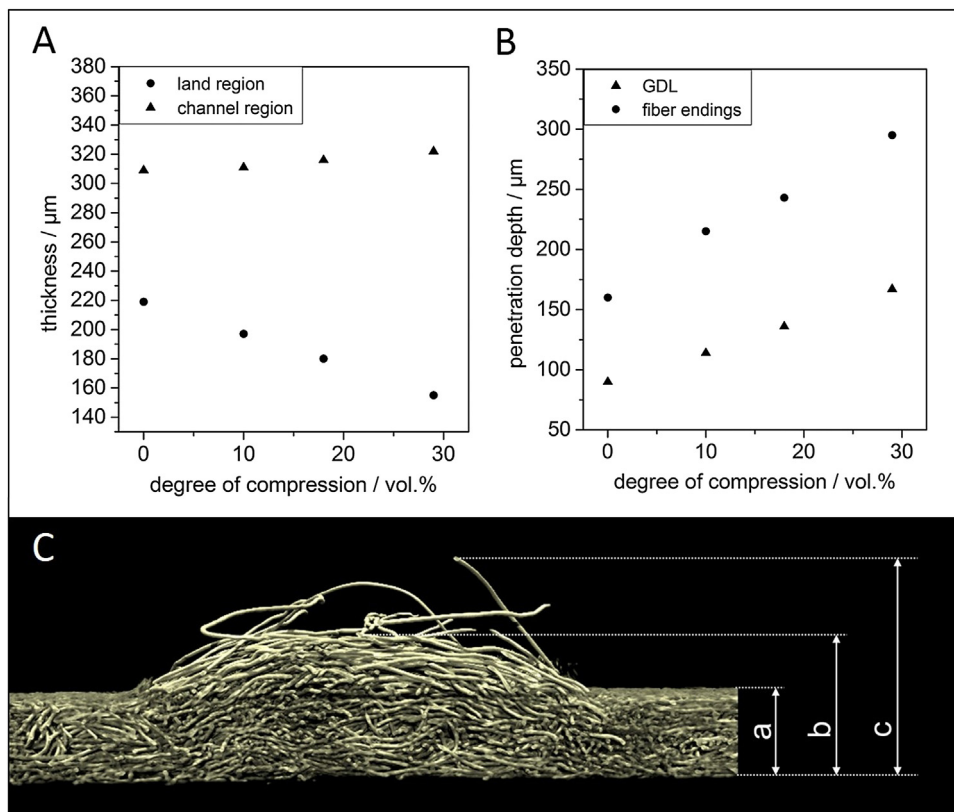 A
thickness / µm
380
360
340
320
300
280
260
240
220
200
180
160
140
land region
channel region
0
10
20
30
degree of compression / vol.%
B
penetration depth / µm
350
300
250
200
150
100
50
GDL
fiber endings
0
10
20
30
degree of compression / vol.%
C
a
b
c